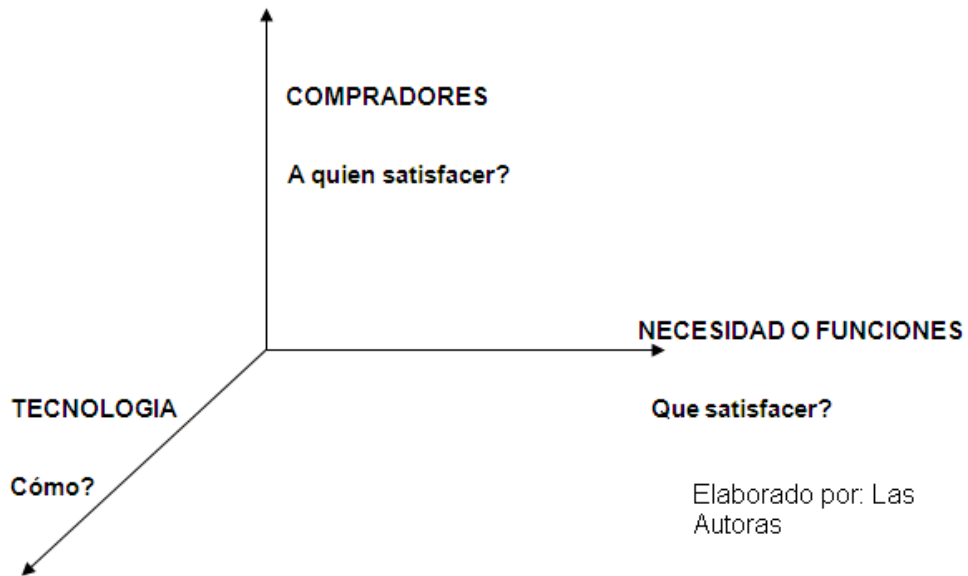 COMPRADORES
A quien satisfacer?
NECESIDAD O FUNCIONES
TECNOLOGIA
Que satisfacer?
Cómo?
Elaborado por: Las
Autoras